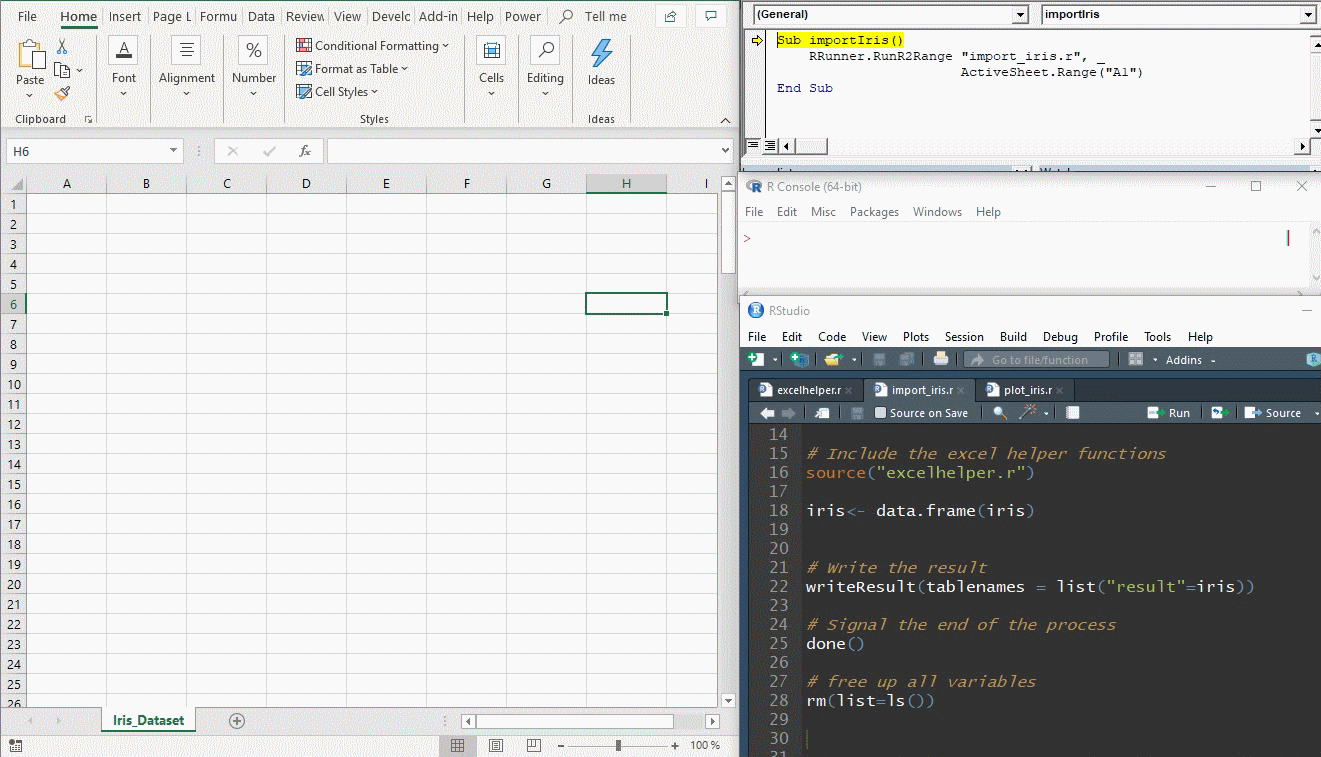 File Home Insert Page L Formu Data Review View Develc Add-in Help Power Tell me
Paste
Font
Alignment
%
Number
Conditional Formatting
Format as Table
Cell Styles
Cells
Editing
Ideas
Clipboard
Styles
Ideas
H6
fx
A B C D E F G H I
1
2
3
4
5
6
7
8
9
10
11
12
13
14
15
16
17
18
19
20
21
22
23
24
25
26
Iris_Dataset
100 %
(General)
importIris
Sub importIris()
RRunner.RunR2Range "import_iris.r", _
ActiveSheet.Range("A1")
End Sub
R Console (64-bit)
File Edit Misc Packages Windows Help
>
RStudio
File Edit Code View Plots Session Build Debug Profile Tools Help
Go to file/function
Addins
excelhelper.r
import_iris.r
plot_iris.r
Source on Save
Run
Source
14
15 # Include the excel helper functions
16 source("excelhelper.r")
17
18 iris<- data.frame(iris)
19
20
21 # Write the result
22 writeResult(tablenames = list("result"=iris))
23
24 # Signal the end of the process
25 done()
26
27 # free up all variables
28 rm(list=ls())
29
30
31